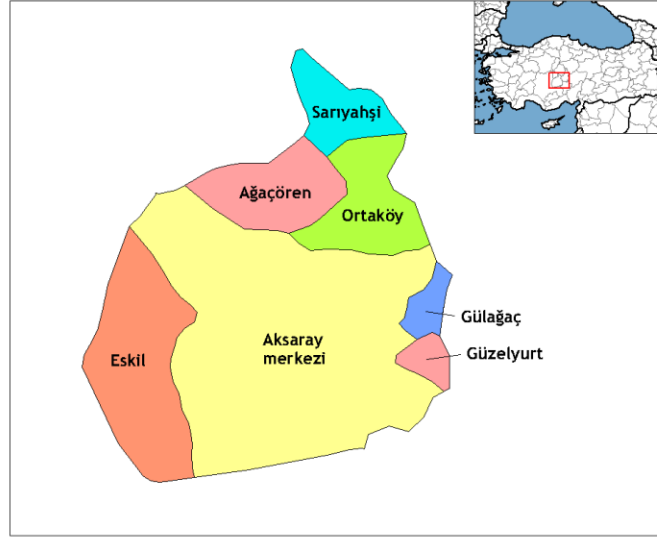 Sarıyahşi
Ağaçören
Ortaköy
Gülağaç
Aksaray
merkezi
Güzelyurt
Eskil